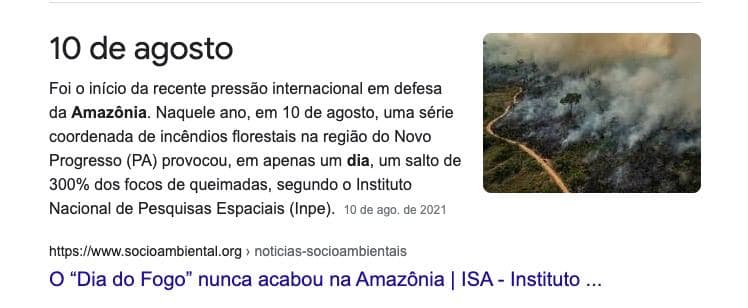 10 de agosto
Foi o início da recente pressão internacional em defesa
da Amazônia. Naquele ano, em 10 de agosto, uma série
coordenada de incêndios florestais na região do Novo
Progresso (PA) provocou, em apenas um dia, um salto de
300% dos focos de queimadas, segundo o Instituto
Nacional de Pesquisas Espaciais (Inpe). 10 de ago. de 2021
https://www.socioambiental.org › noticias-socioambientais
O “Dia do Fogo” nunca acabou na Amazônia | ISA - Instituto ...